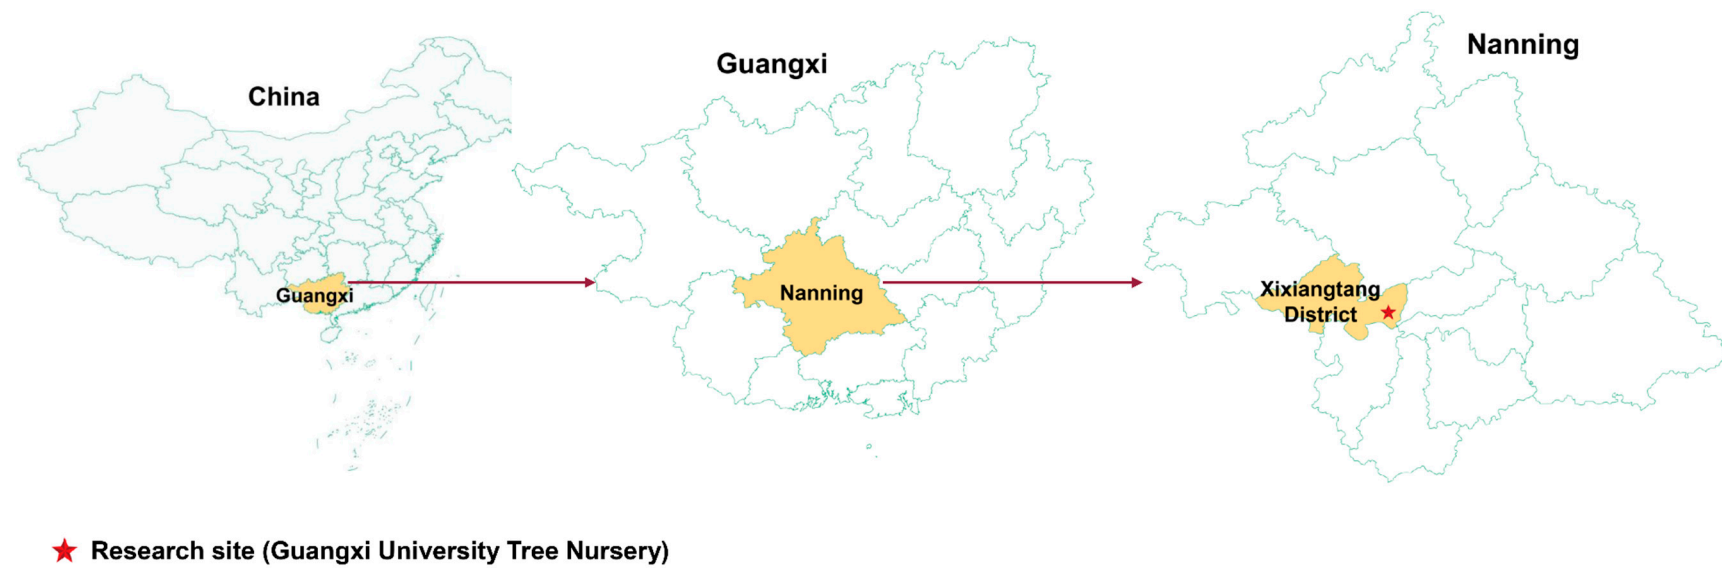 China
Guangxi
Guangxi
Nanning
Nanning
Xixiangtang
District
Research site (Guangxi University Tree Nursery)